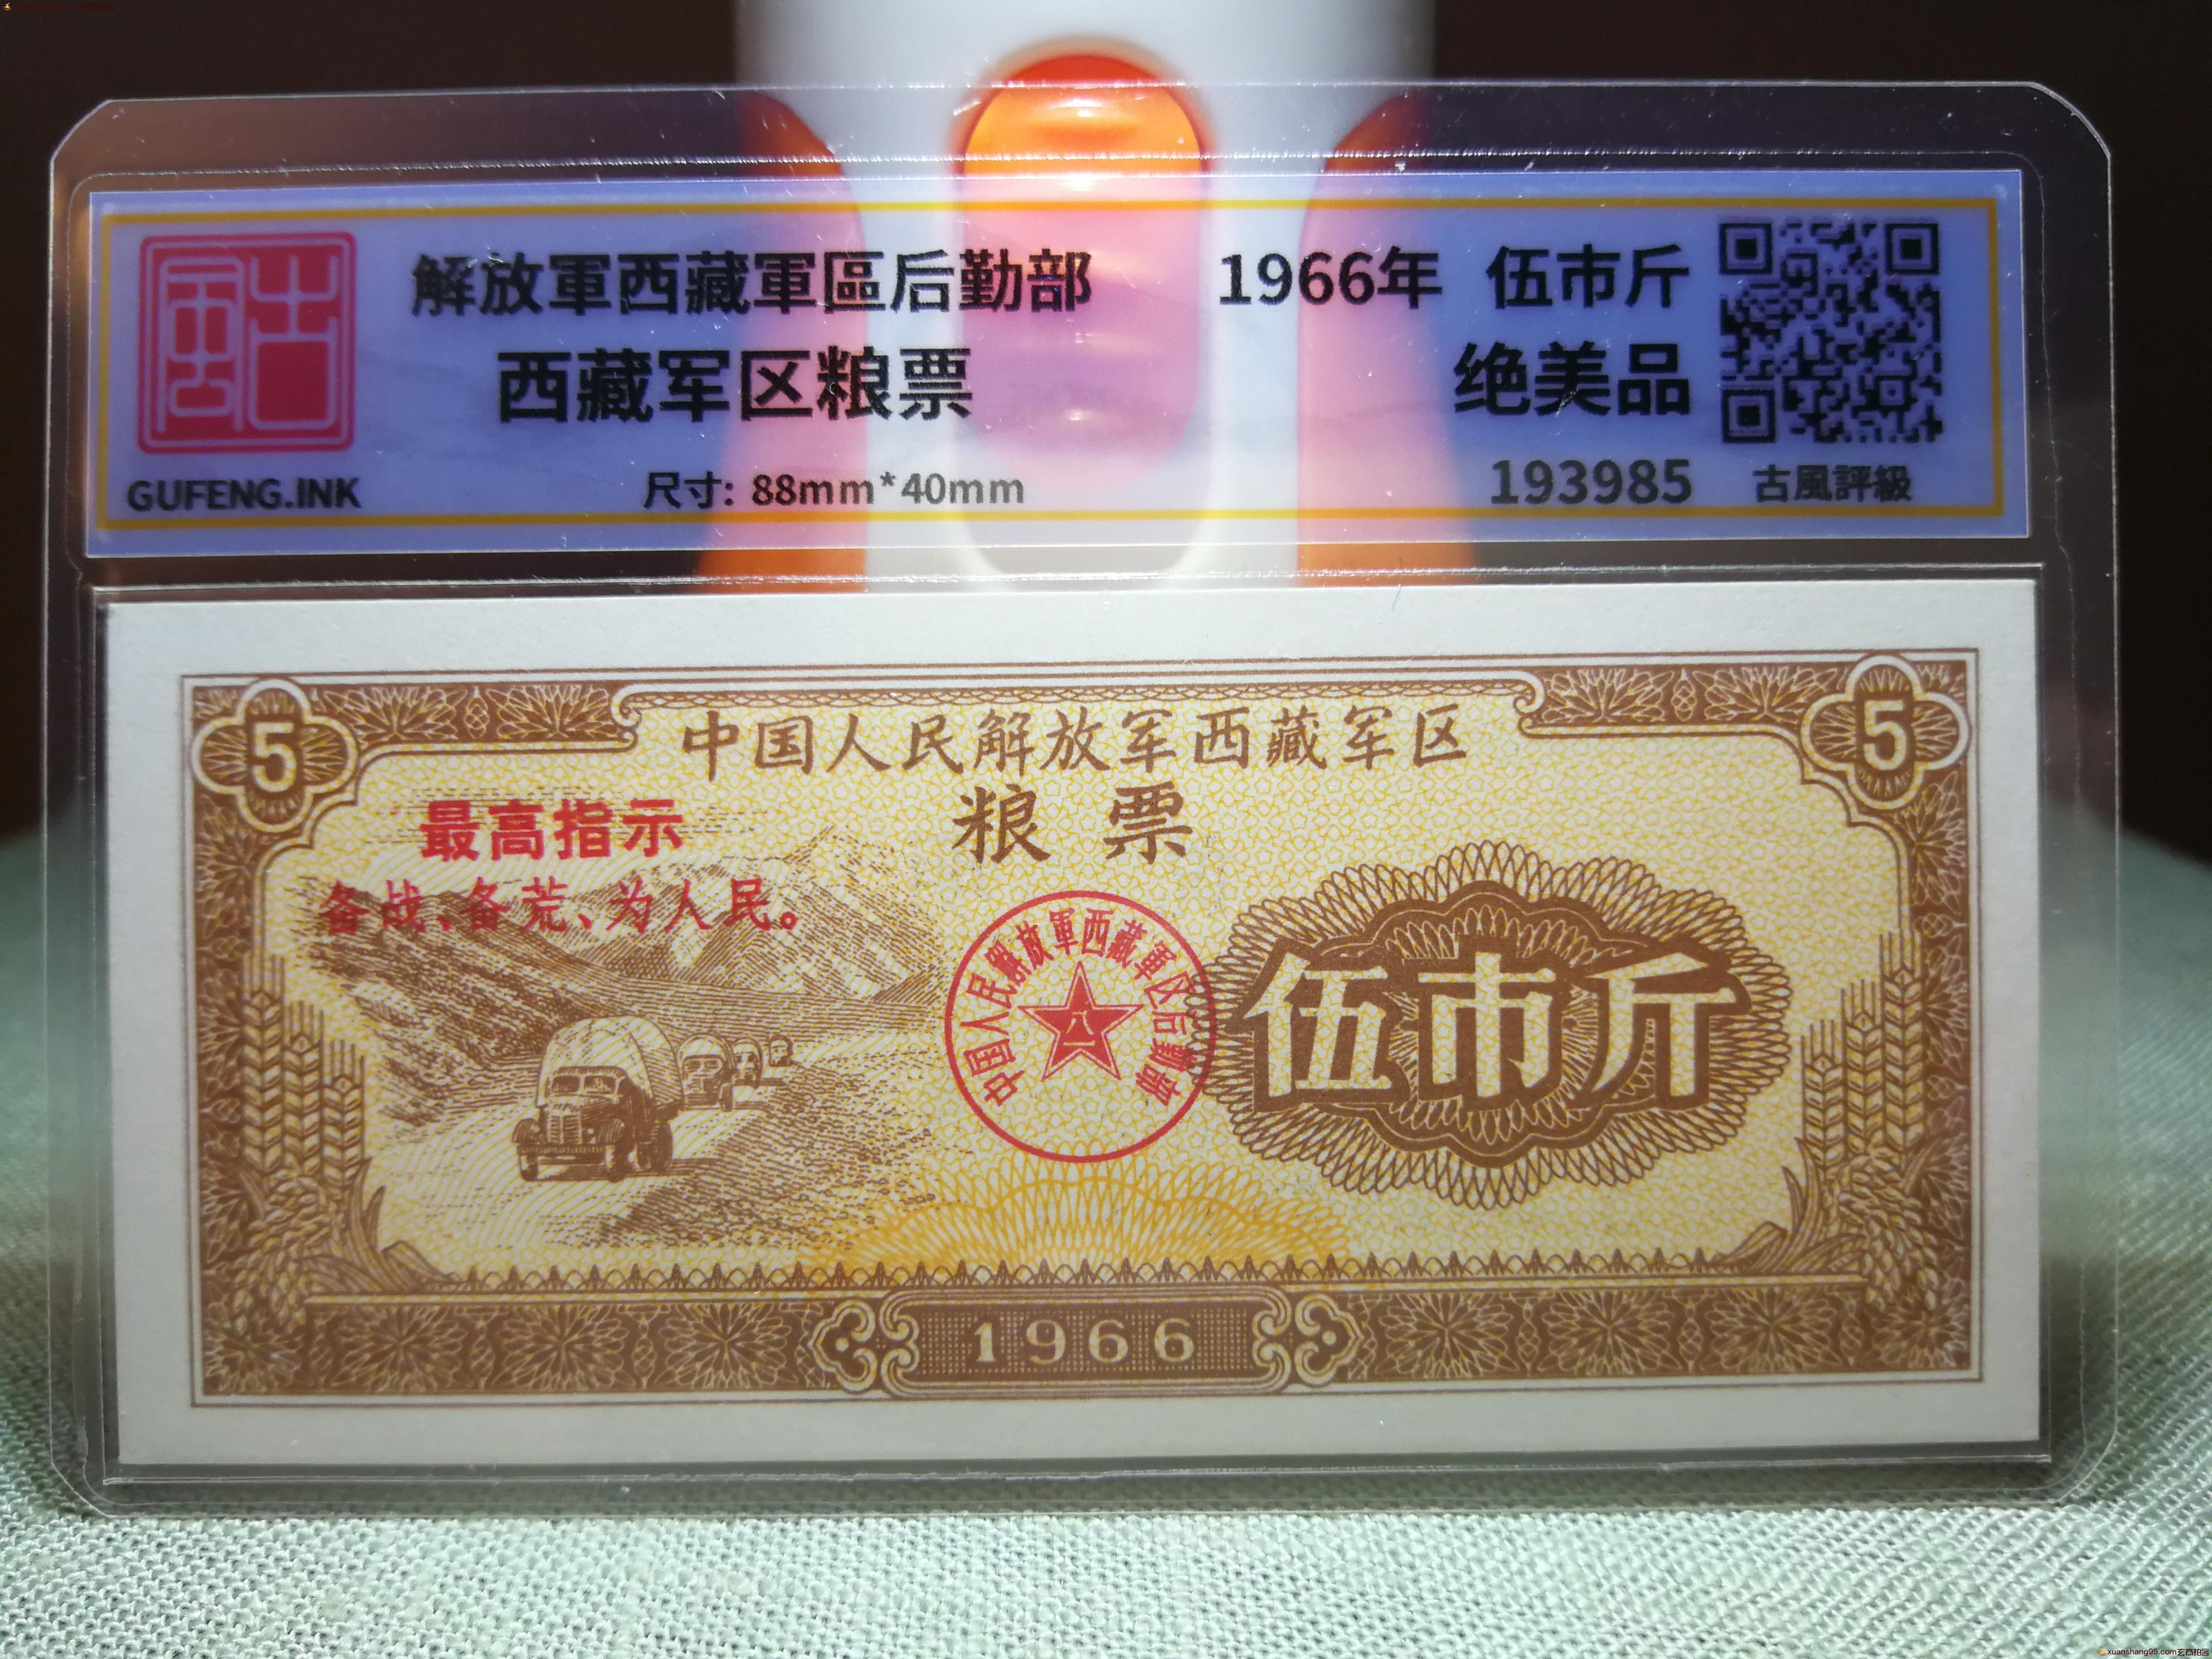 解放軍西藏軍區后勤部 1966年 伍市斤
西藏军区粮票 绝美品
GUFENG.INK 尺寸: 88mm*40mm 193985 古風評級
5 5
中国人民解放军西藏军区
粮票
最高指示
备战、备荒、为人民。
中国人民解放軍西藏軍区后勤部
八一
伍市斤
1966
xuanshang95.com